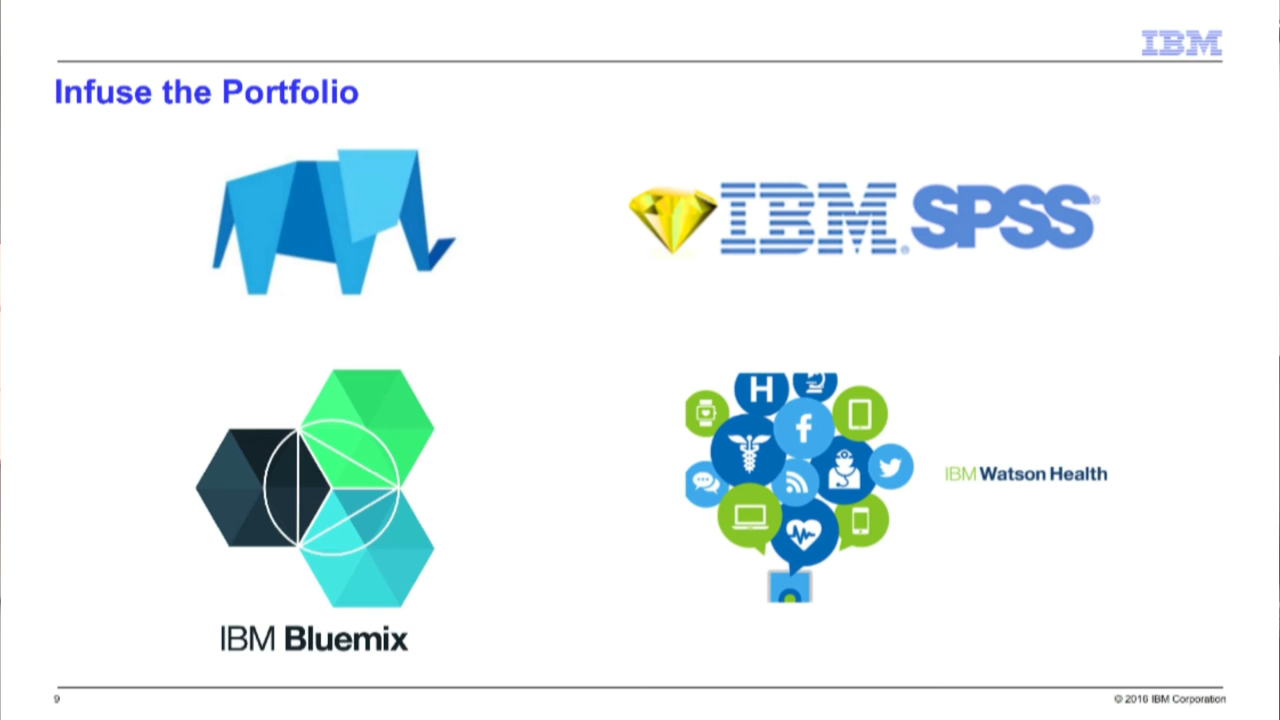 IBM
Infuse the Portfolio
IBM® SPSS®
H
f
IBM Watson Health
IBM Bluemix
9
© 2016 IBM Corporation